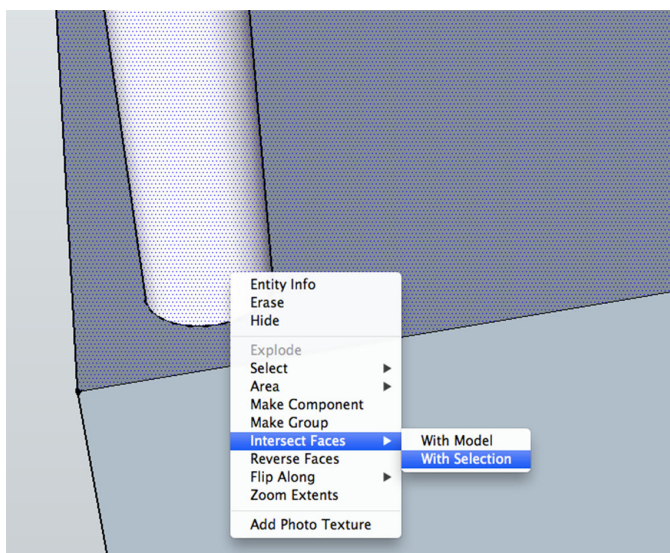 Entity Info
Erase
Hide
Explode
Select
Area
Make Component
Make Group
Intersect Faces
With Model
Reverse Faces
With Selection
Flip Along
Zoom Extents
Add Photo Texture